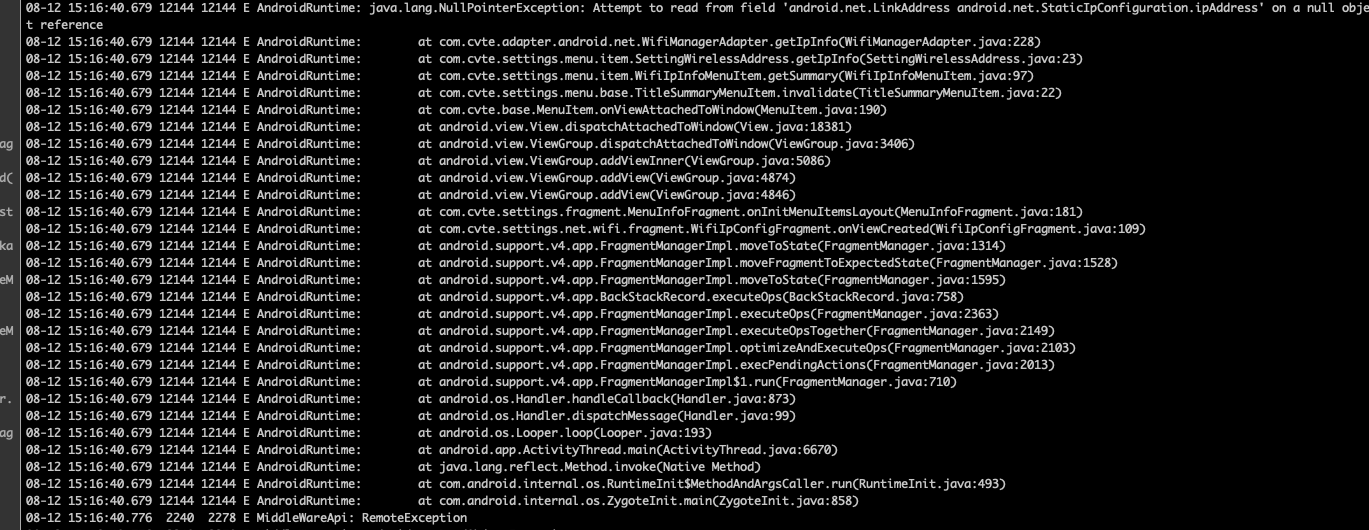 08-12 15:16:40.679 12144 12144 E AndroidRuntime: java.lang.NullPointerException: Attempt to read from field 'android.net.LinkAddress android.net.StaticIpConfiguration.ipAddress' on a null obje
t reference
08-12 15:16:40.679 12144 12144 E AndroidRuntime: at com.cvte.adapter.android.net.WifiManagerAdapter.getIpInfo(WifiManagerAdapter.java:228)
08-12 15:16:40.679 12144 12144 E AndroidRuntime: at com.cvte.settings.menu.item.SettingWirelessAddress.getIpInfo(SettingWirelessAddress.java:23)
08-12 15:16:40.679 12144 12144 E AndroidRuntime: at com.cvte.settings.menu.item.WifiIpInfoMenuItem.getSummary(WifiIpInfoMenuItem.java:97)
08-12 15:16:40.679 12144 12144 E AndroidRuntime: at com.cvte.settings.menu.base.TitleSummaryMenuItem.invalidate(TitleSummaryMenuItem.java:22)
08-12 15:16:40.679 12144 12144 E AndroidRuntime: at com.cvte.base.MenuItem.onViewAttachedToWindow(MenuItem.java:190)
08-12 15:16:40.679 12144 12144 E AndroidRuntime: at android.view.View.dispatchAttachedToWindow(View.java:18381)
ag 08-12 15:16:40.679 12144 12144 E AndroidRuntime: at android.view.ViewGroup.dispatchAttachedToWindow(ViewGroup.java:3406)
08-12 15:16:40.679 12144 12144 E AndroidRuntime: at android.view.ViewGroup.addViewInner(ViewGroup.java:5086)
d( 08-12 15:16:40.679 12144 12144 E AndroidRuntime: at android.view.ViewGroup.addView(ViewGroup.java:4874)
08-12 15:16:40.679 12144 12144 E AndroidRuntime: at android.view.ViewGroup.addView(ViewGroup.java:4846)
st 08-12 15:16:40.679 12144 12144 E AndroidRuntime: at com.cvte.settings.fragment.MenuInfoFragment.onInitMenuItemsLayout(MenuInfoFragment.java:181)
08-12 15:16:40.679 12144 12144 E AndroidRuntime: at com.cvte.settings.net.wifi.fragment.WifiIpConfigFragment.onViewCreated(WifiIpConfigFragment.java:109)
ka 08-12 15:16:40.679 12144 12144 E AndroidRuntime: at android.support.v4.app.FragmentManagerImpl.moveToState(FragmentManager.java:1314)
08-12 15:16:40.679 12144 12144 E AndroidRuntime: at android.support.v4.app.FragmentManagerImpl.moveFragmentToExpectedState(FragmentManager.java:1528)
eM 08-12 15:16:40.679 12144 12144 E AndroidRuntime: at android.support.v4.app.FragmentManagerImpl.moveToState(FragmentManager.java:1595)
08-12 15:16:40.679 12144 12144 E AndroidRuntime: at android.support.v4.app.BackStackRecord.executeOps(BackStackRecord.java:758)
08-12 15:16:40.679 12144 12144 E AndroidRuntime: at android.support.v4.app.FragmentManagerImpl.executeOps(FragmentManager.java:2363)
eM 08-12 15:16:40.679 12144 12144 E AndroidRuntime: at android.support.v4.app.FragmentManagerImpl.executeOpsTogether(FragmentManager.java:2149)
08-12 15:16:40.679 12144 12144 E AndroidRuntime: at android.support.v4.app.FragmentManagerImpl.optimizeAndExecuteOps(FragmentManager.java:2103)
08-12 15:16:40.679 12144 12144 E AndroidRuntime: at android.support.v4.app.FragmentManagerImpl.execPendingActions(FragmentManager.java:2013)
08-12 15:16:40.679 12144 12144 E AndroidRuntime: at android.support.v4.app.FragmentManagerImpl$1.run(FragmentManager.java:710)
r. 08-12 15:16:40.679 12144 12144 E AndroidRuntime: at android.os.Handler.handleCallback(Handler.java:873)
08-12 15:16:40.679 12144 12144 E AndroidRuntime: at android.os.Handler.dispatchMessage(Handler.java:99)
ag 08-12 15:16:40.679 12144 12144 E AndroidRuntime: at android.os.Looper.loop(Looper.java:193)
08-12 15:16:40.679 12144 12144 E AndroidRuntime: at android.app.ActivityThread.main(ActivityThread.java:6670)
08-12 15:16:40.679 12144 12144 E AndroidRuntime: at java.lang.reflect.Method.invoke(Native Method)
08-12 15:16:40.679 12144 12144 E AndroidRuntime: at com.android.internal.os.RuntimeInit$MethodAndArgsCaller.run(RuntimeInit.java:493)
08-12 15:16:40.679 12144 12144 E AndroidRuntime: at com.android.internal.os.ZygoteInit.main(ZygoteInit.java:858)
08-12 15:16:40.776 2240 2278 E MiddleWareApi: RemoteException